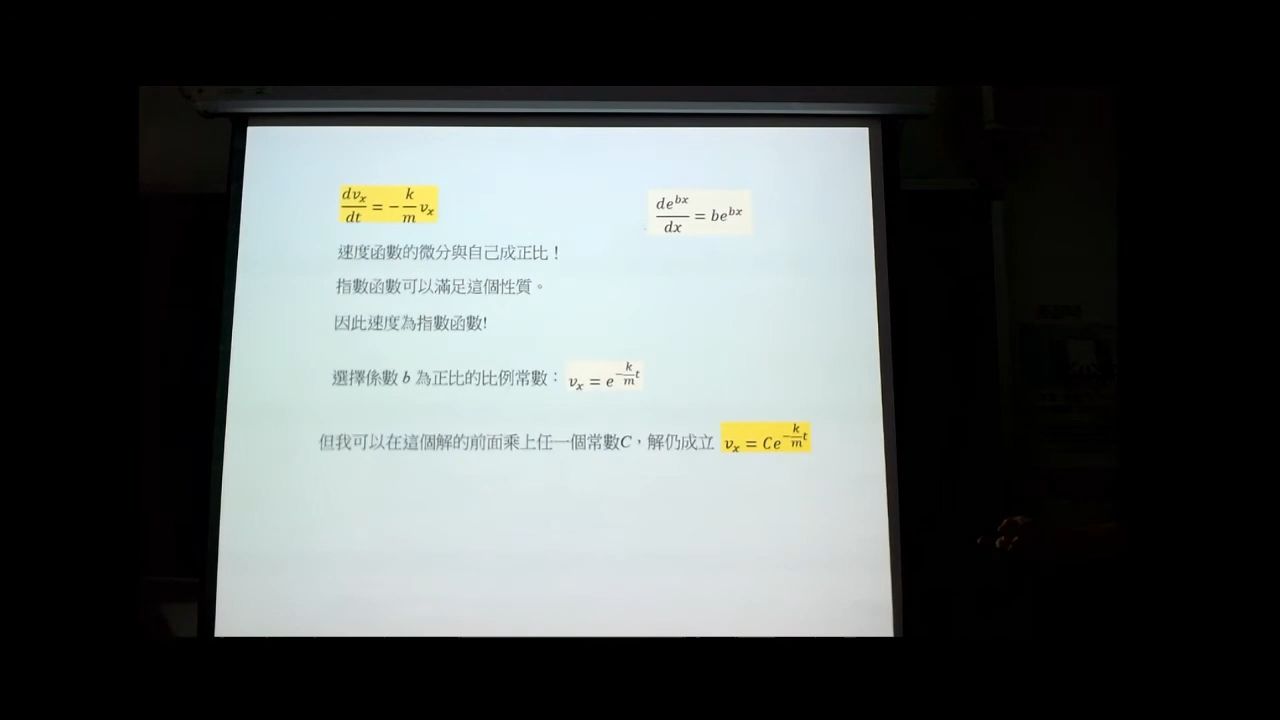 dvₓ/dt = −(k/m)vₓ
de^{bx}/dx = be^{bx}
速度函數的微分與自己成正比！
指數函數可以滿足這個性質。
因此速度為指數函數!
選擇係數 b 為正比的比例常數：vₓ = e^{−(k/m)t}
但我可以在這個解的前面乘上任一個常數C，解仍成立 vₓ = Ce^{−(k/m)t}